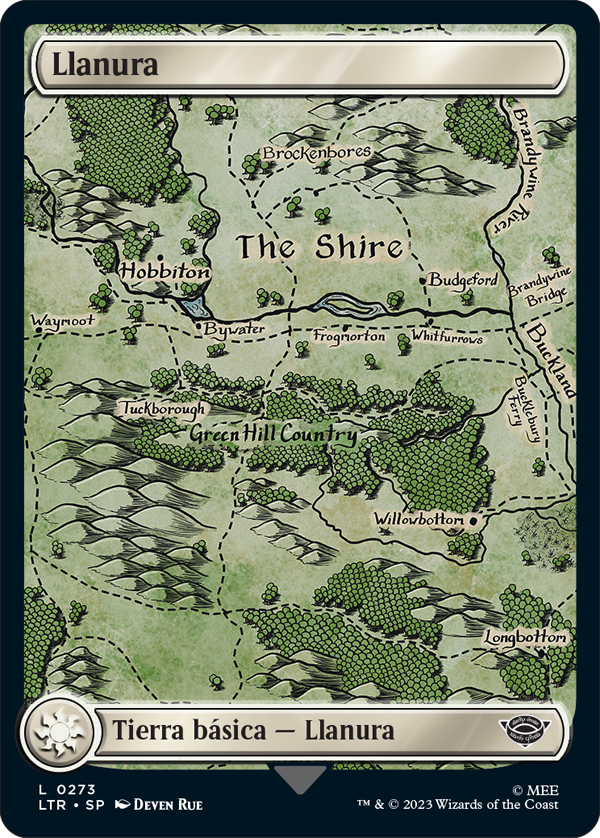 Llanura
Brockenbores
Brandywine River
The Shire
Hobbiton
Budgeford
Brandywine
Bridge
Waymoot
Bywater
Frogmorton
Whitfurrows
Buckland
Tuckborough
Bucklebury
Ferry
Green Hill Country
Willowbottom
Longbottom
Tierra básica — Llanura
L 0273
LTR • SP Deven Rue
© MEE
™ & © 2023 Wizards of the Coast